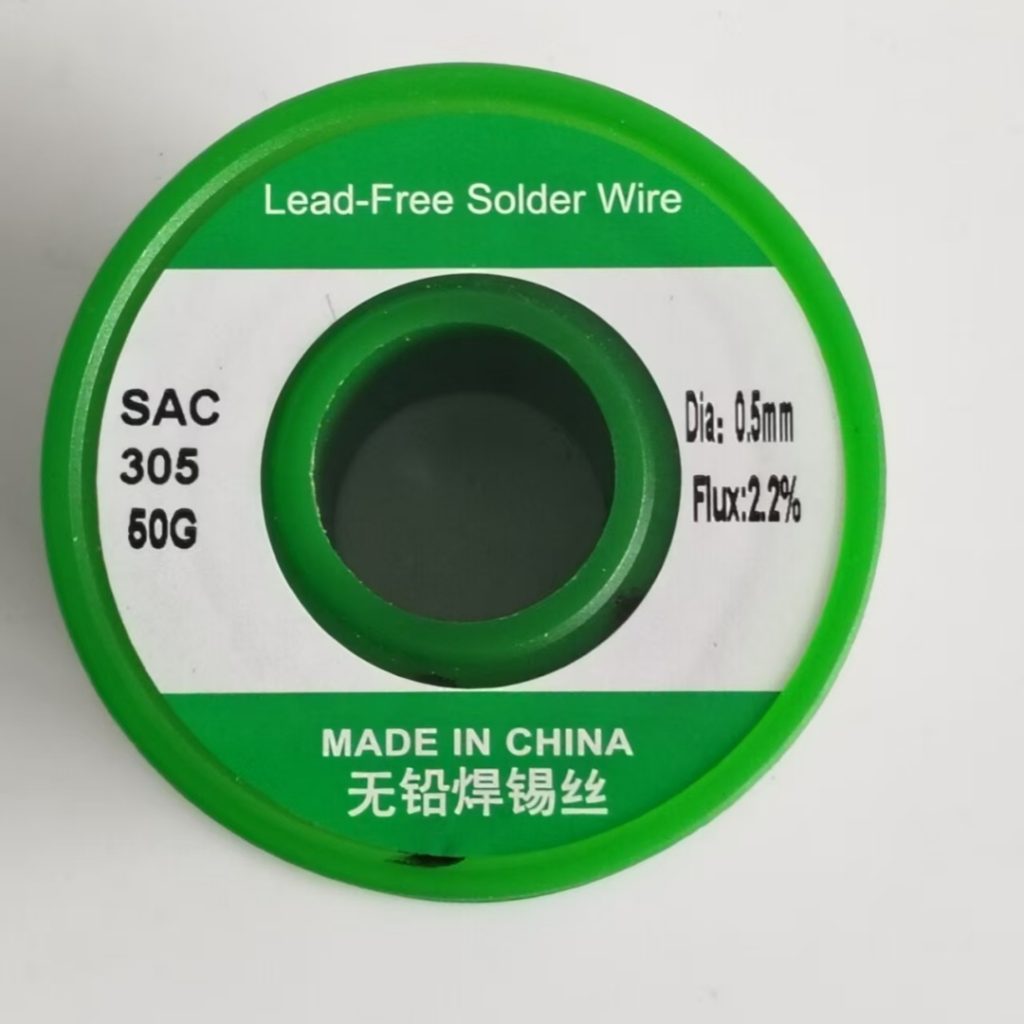 Lead-Free Solder Wire
SAC
305
50G
Dia: 0.5mm
Flux:2.2%
MADE IN CHINA
无铅焊锡丝